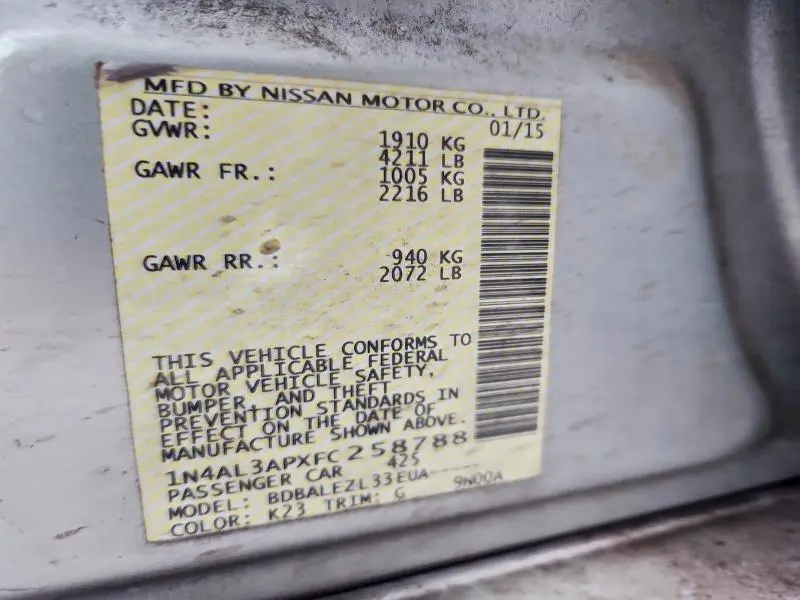 MFD BY NISSAN MOTOR CO., LTD.
DATE: 01/15
GVWR: 1910 KG
4211 LB
GAWR FR.: 1005 KG
2216 LB
GAWR RR.: 940 KG
2072 LB
THIS VEHICLE CONFORMS TO
ALL APPLICABLE FEDERAL
MOTOR VEHICLE SAFETY,
BUMPER, AND THEFT
PREVENTION STANDARDS IN
EFFECT ON THE DATE OF
MANUFACTURE SHOWN ABOVE.
1N4AL3APXFC258788
PASSENGER CAR 425
MODEL: BDBALEZL33EUA-----
COLOR: K23 TRIM: G 9N00A